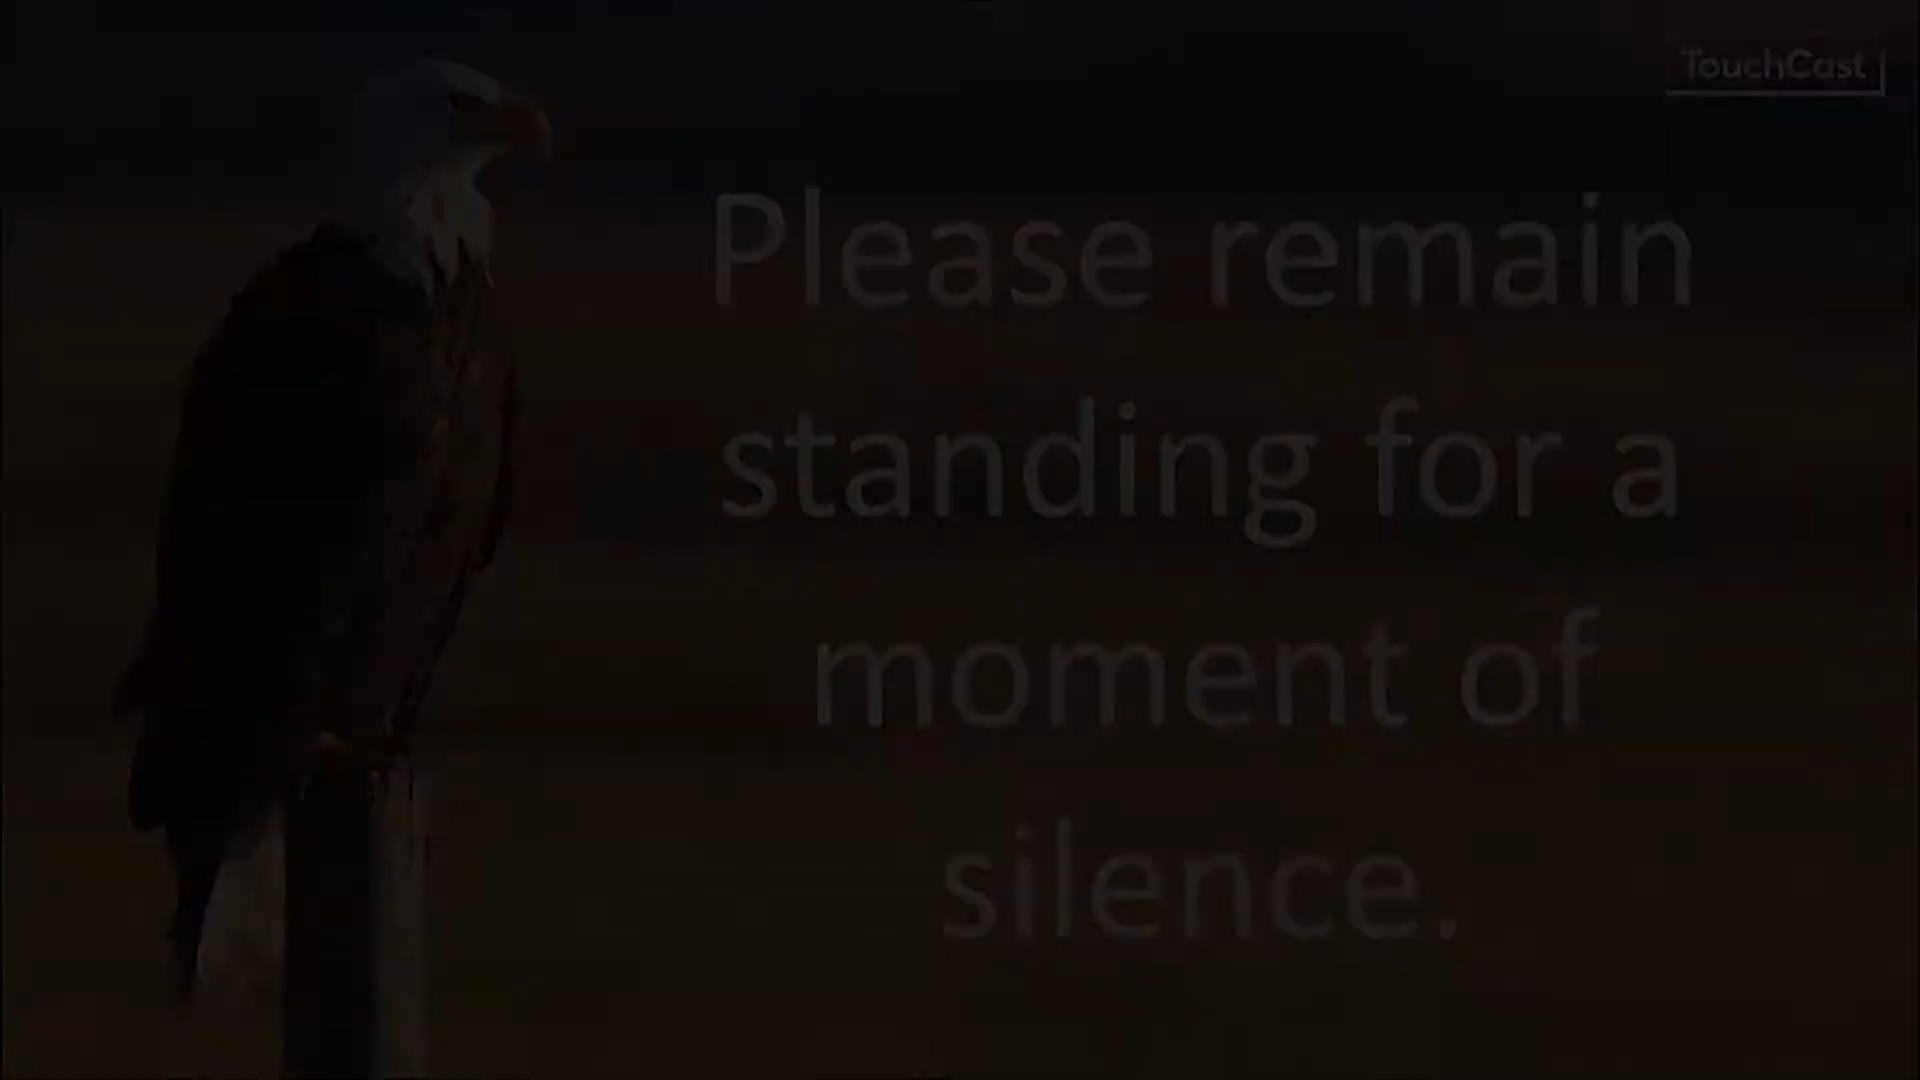 TouchCast
Please remain
standing for a
moment of
silence.